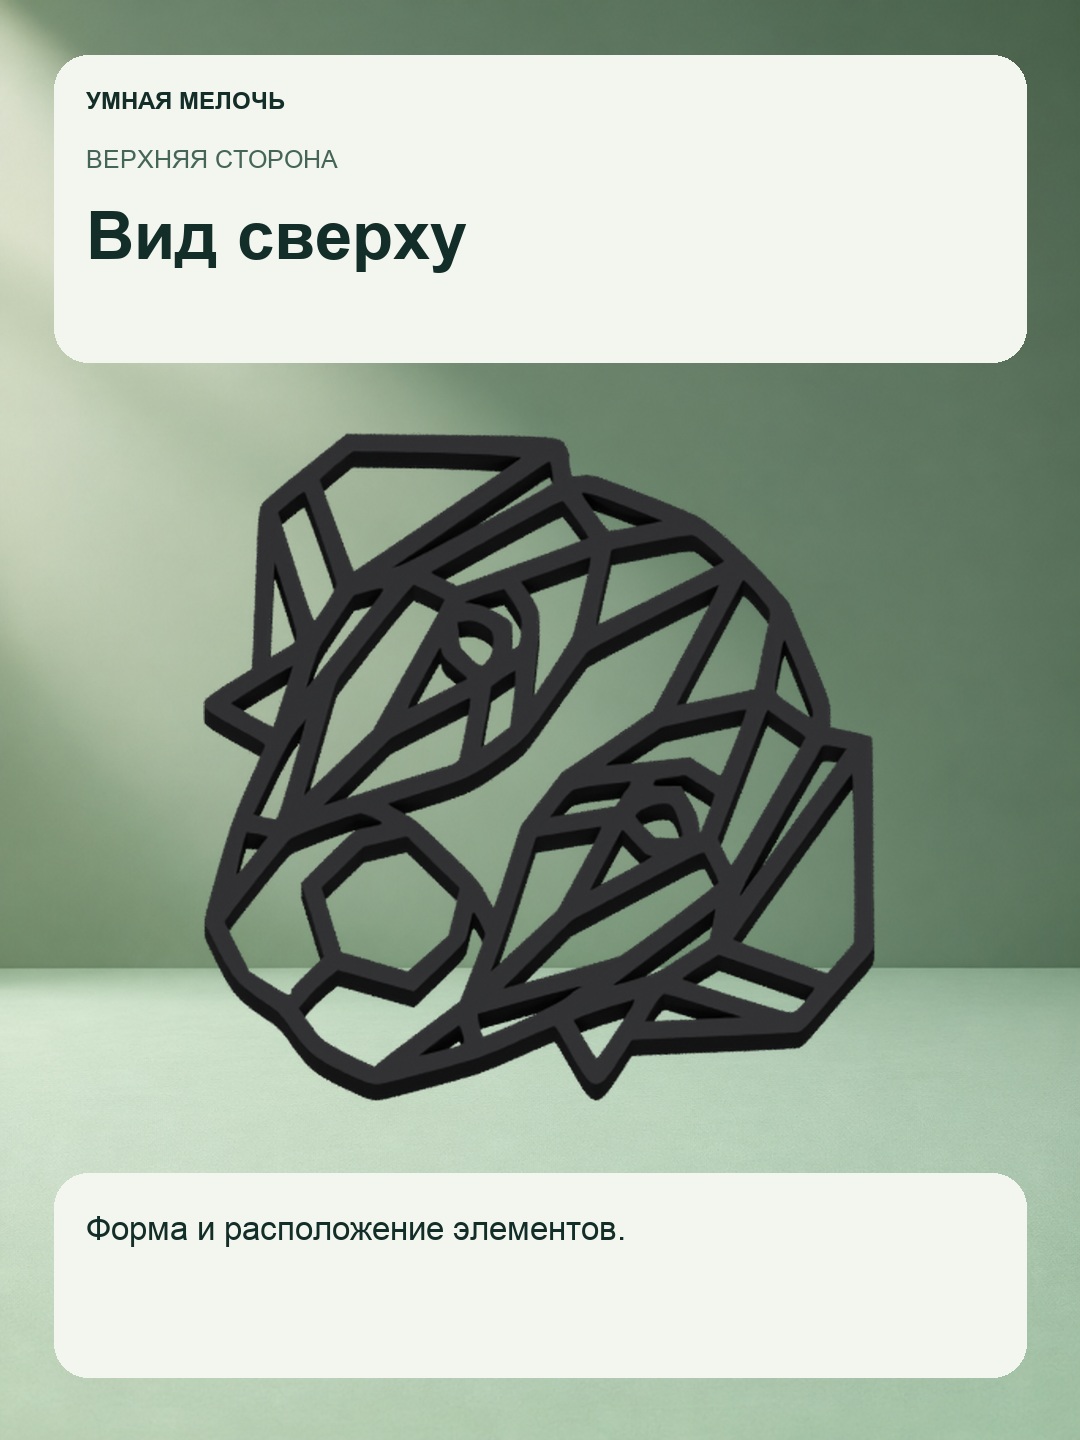 УМНАЯ МЕЛОЧЬ
ВЕРХНЯЯ СТОРОНА
Вид сверху
Форма и расположение элементов.